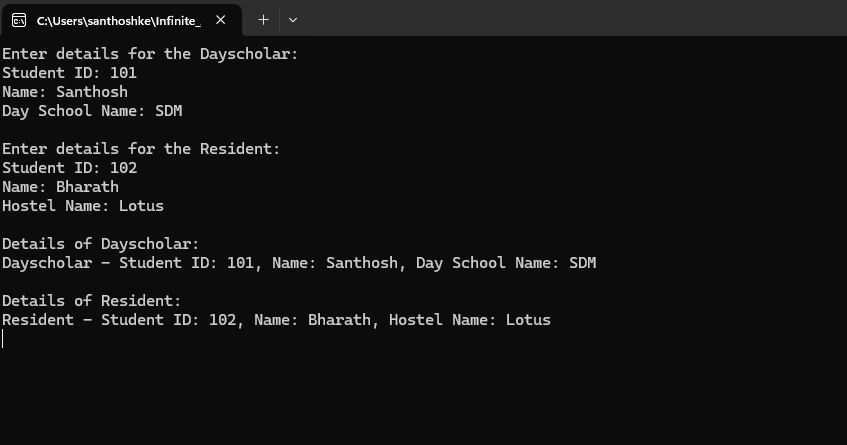 C:\Users\santhoshke\Infinite_
Enter details for the Dayscholar:
Student ID: 101
Name: Santhosh
Day School Name: SDM
Enter details for the Resident:
Student ID: 102
Name: Bharath
Hostel Name: Lotus
Details of Dayscholar:
Dayscholar - Student ID: 101, Name: Santhosh, Day School Name: SDM
Details of Resident:
Resident - Student ID: 102, Name: Bharath, Hostel Name: Lotus